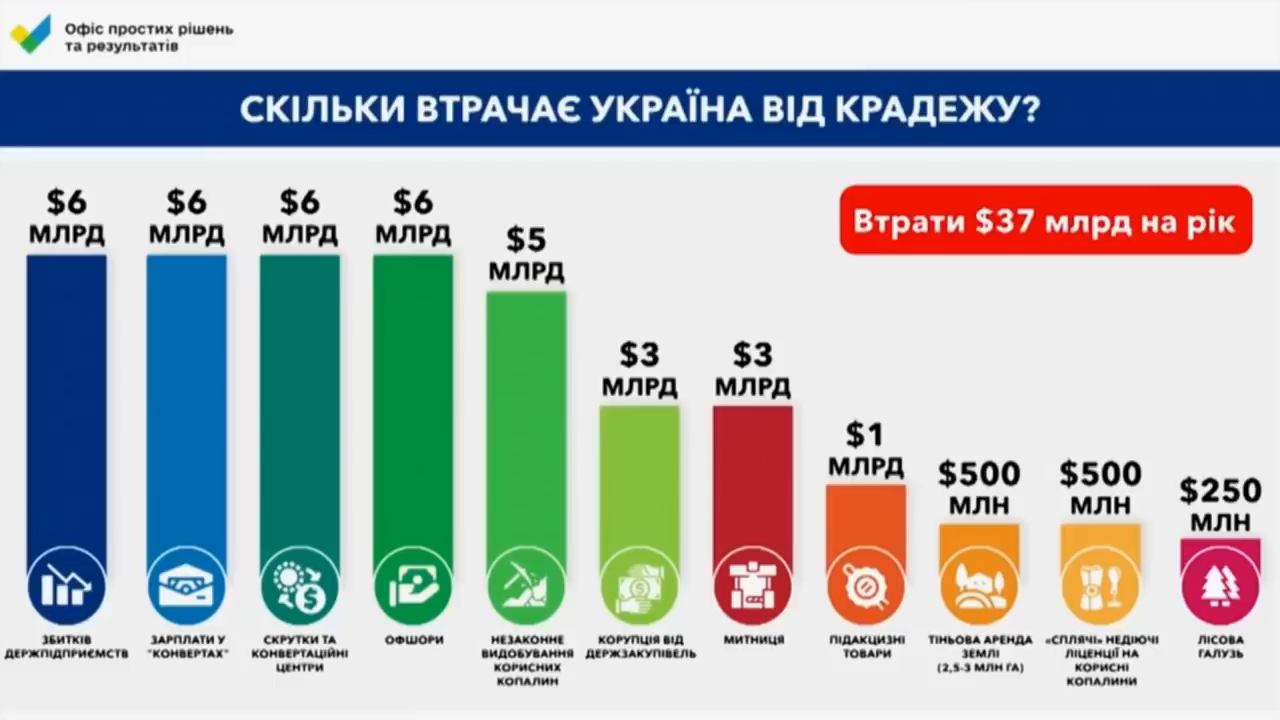 Офіс простих рішень
та результатів
СКІЛЬКИ ВТРАЧАЄ УКРАЇНА ВІД КРАДЕЖУ?
Втрати $37 млрд на рік
$6
МЛРД
ЗБИТКІВ
ДЕРЖПІДПРИЄМСТВ
$6
МЛРД
ЗАРПЛАТИ У
"КОНВЕРТАХ"
$6
МЛРД
СКРУТКИ ТА
КОНВЕРТАЦІЙНІ
ЦЕНТРИ
$6
МЛРД
ОФШОРИ
$5
МЛРД
НЕЗАКОННЕ
ВИДОБУВАННЯ
КОРИСНИХ
КОПАЛИН
$3
МЛРД
КОРУПЦІЯ ВІД
ДЕРЖЗАКУПІВЕЛЬ
$3
МЛРД
МИТНИЦЯ
$1
МЛРД
ПІДАКЦИЗНІ
ТОВАРИ
$500
МЛН
ТІНЬОВА АРЕНДА
ЗЕМЛІ
(2,5-3 МЛН ГА)
$500
МЛН
«СПЛЯЧІ» НЕДІЮЧІ
ЛІЦЕНЗІЇ НА
КОРИСНІ
КОПАЛИНИ
$250
МЛН
ЛІСОВА
ГАЛУЗЬ